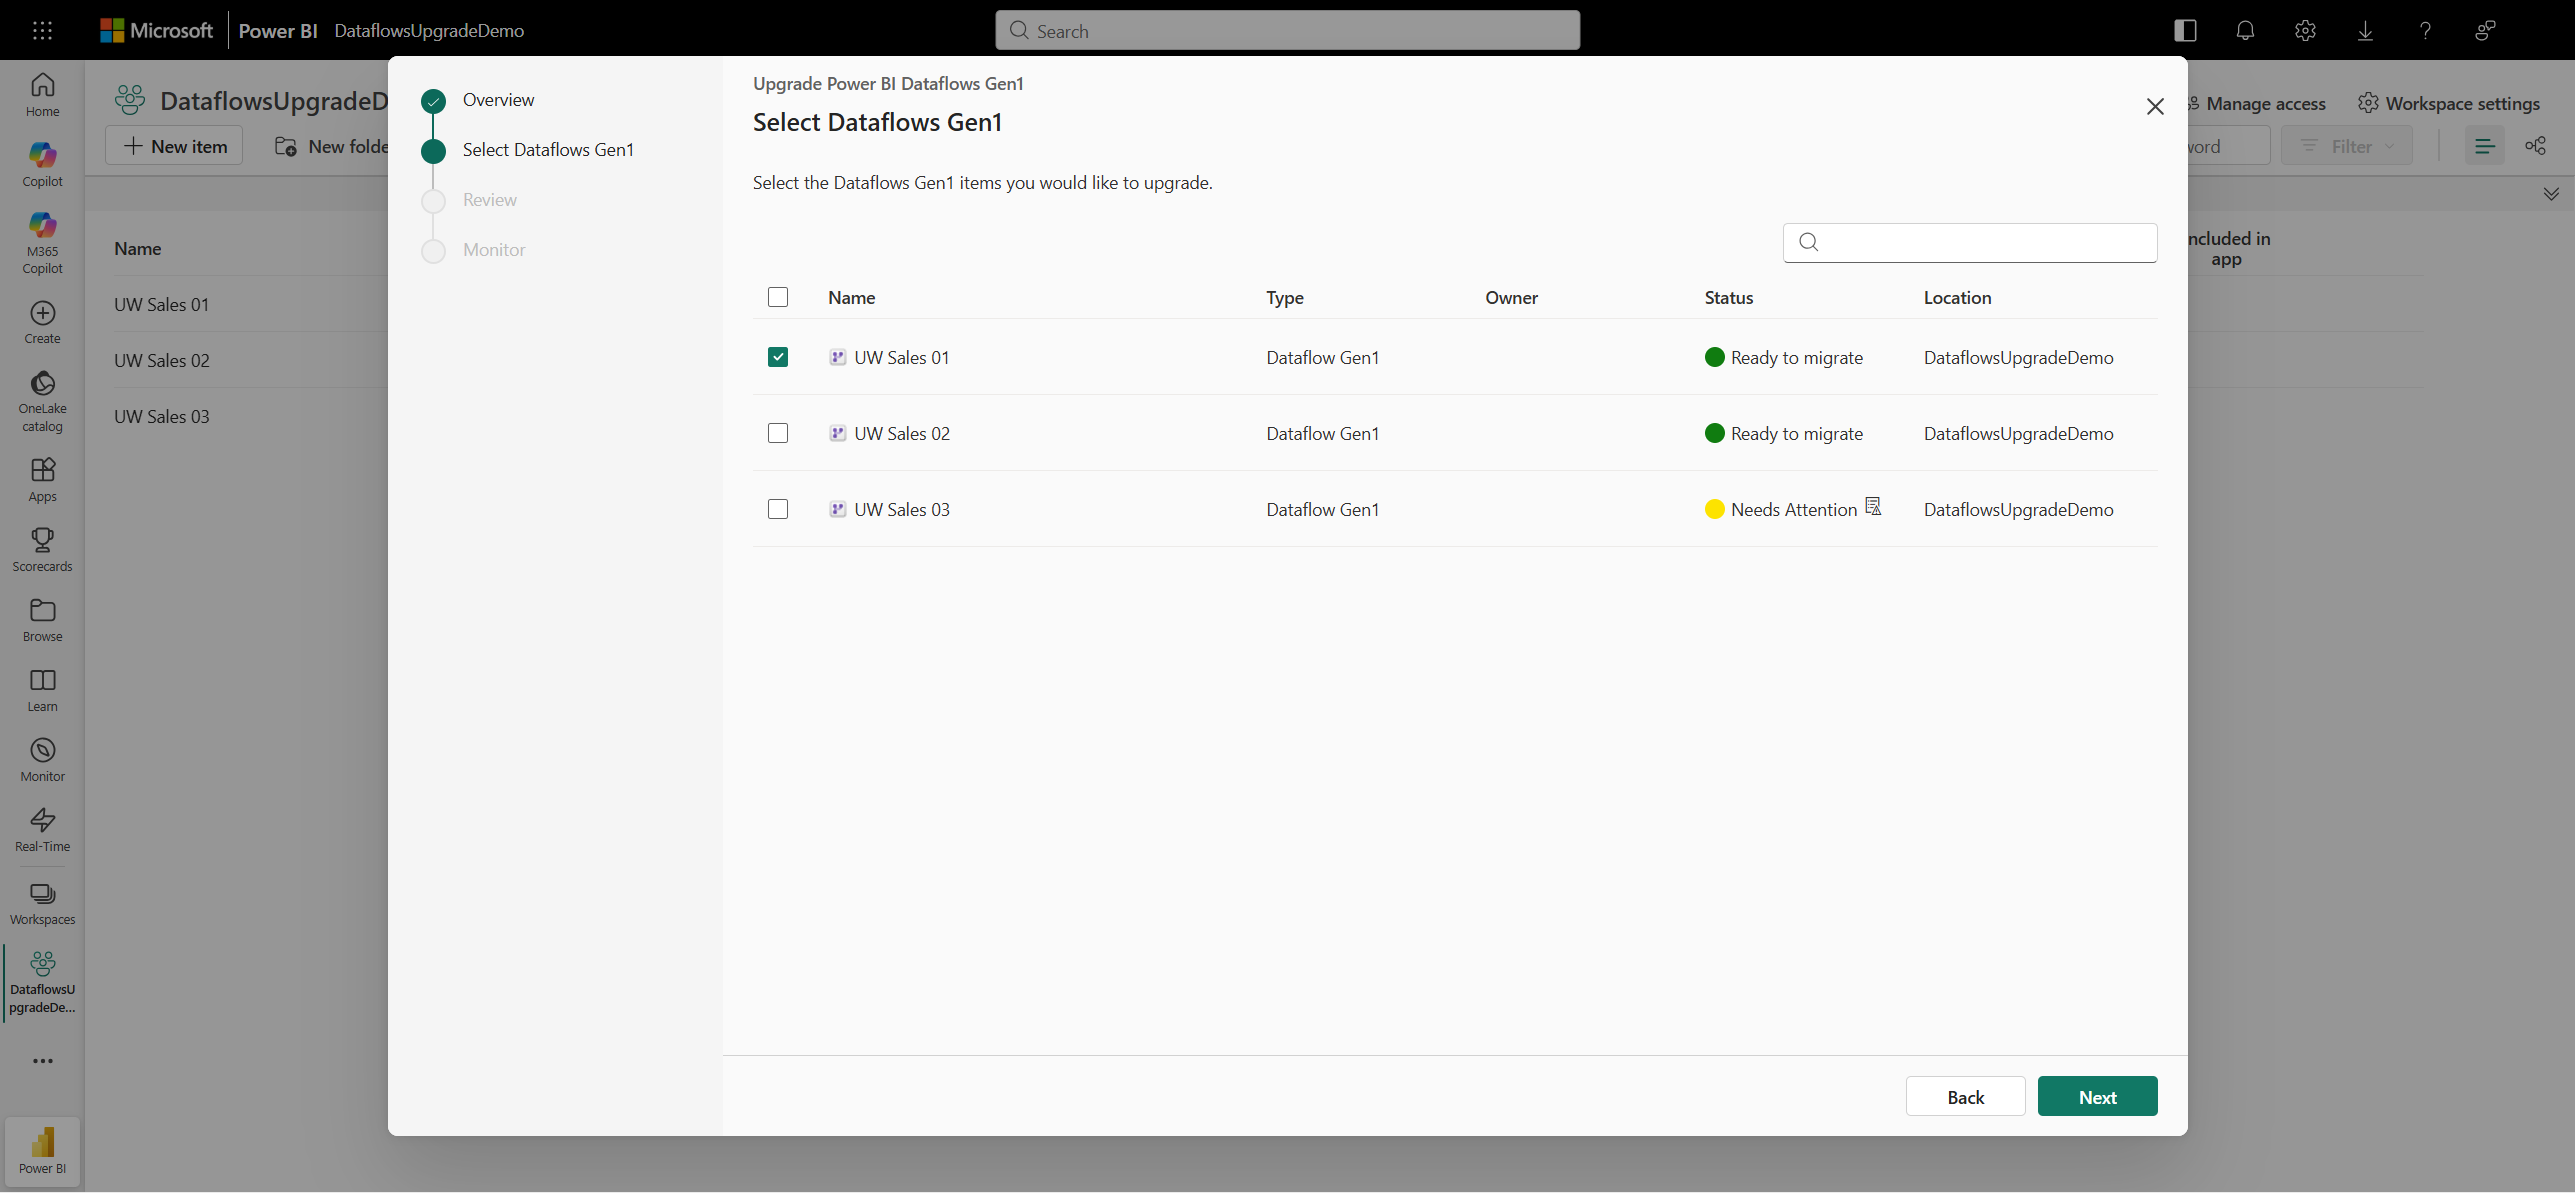 Microsoft Power BI DataflowsUpgradeDemo
Search
Home
Copilot
M365
Copilot
Create
OneLake
catalog
Apps
Scorecards
Browse
Learn
Monitor
Real-Time
Workspaces
DataflowsU
pgradeDe...
Power BI
DataflowsUpgradeD
New item
New folde
Name
UW Sales 01
UW Sales 02
UW Sales 03
Manage access
Workspace settings
word
Filter
ncluded in
app
Overview
Select Dataflows Gen1
Review
Monitor
Upgrade Power BI Dataflows Gen1
Select Dataflows Gen1
Select the Dataflows Gen1 items you would like to upgrade.
Name Type Owner Status Location
UW Sales 01 Dataflow Gen1 Ready to migrate DataflowsUpgradeDemo
UW Sales 02 Dataflow Gen1 Ready to migrate DataflowsUpgradeDemo
UW Sales 03 Dataflow Gen1 Needs Attention DataflowsUpgradeDemo
Back
Next